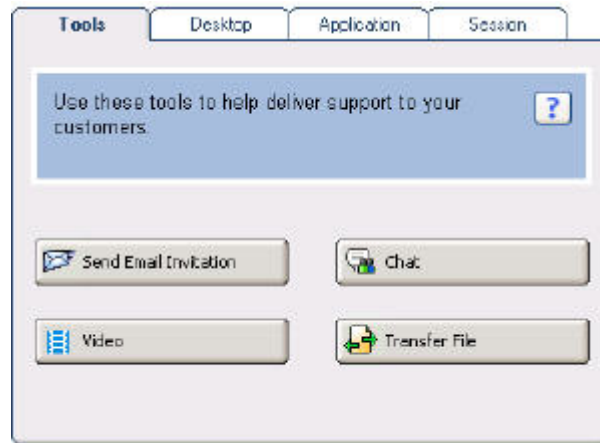 Tools Desktop Application Session
Use these tools to help deliver support to your
customers.
?
Send Email Invitation Chat
Video Transfer File